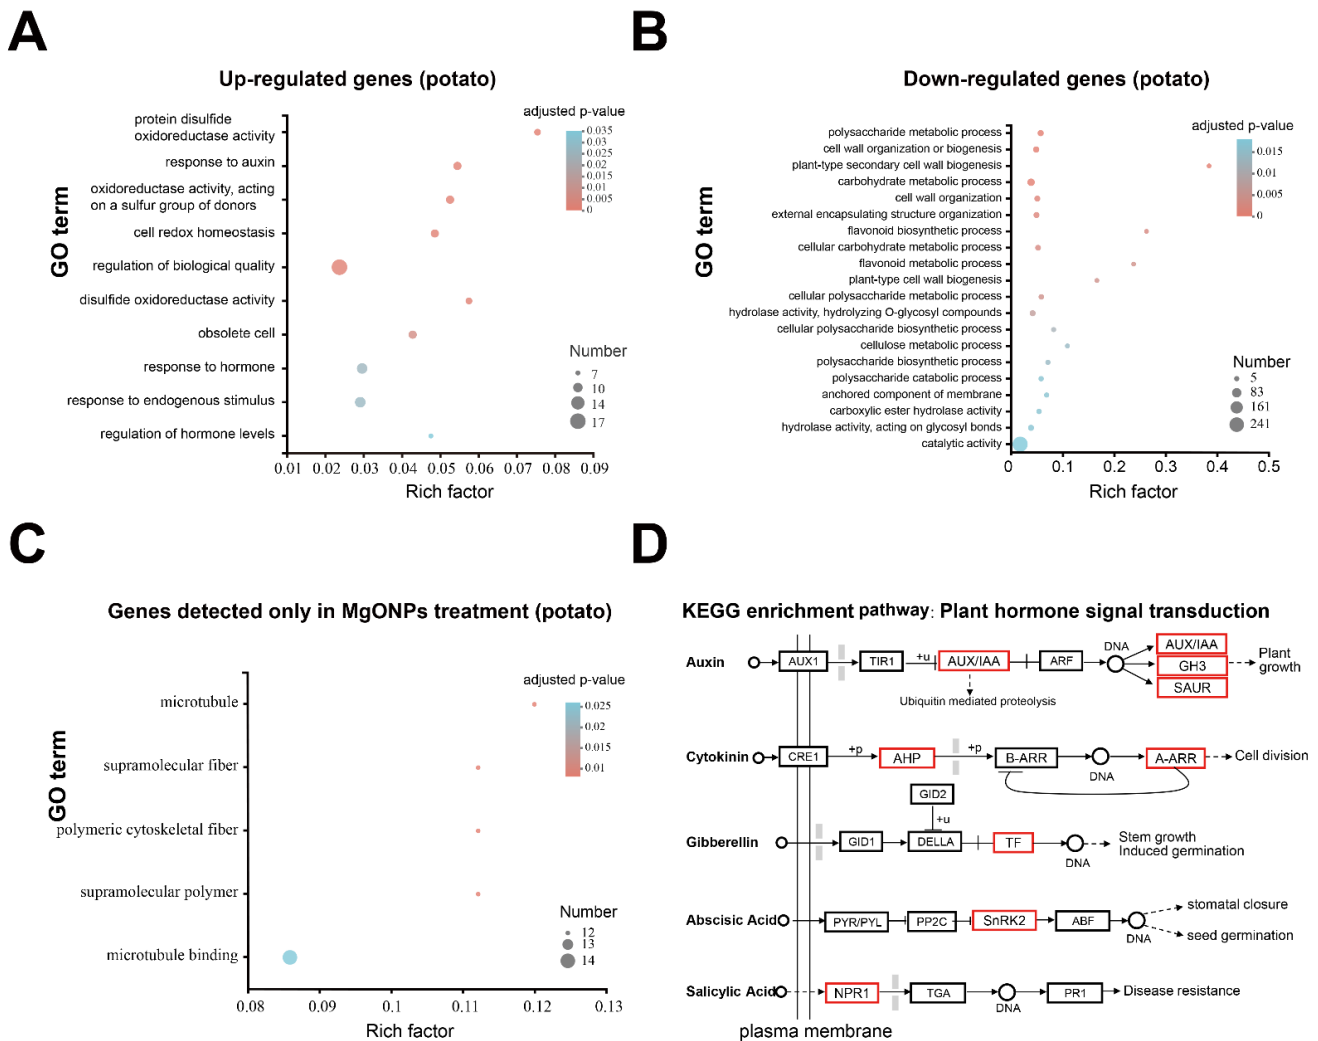 A
Up-regulated genes (potato)
GO term
protein disulfide
oxidoreductase activity
response to auxin
oxidoreductase activity, acting
on a sulfur group of donors
cell redox homeostasis
regulation of biological quality
disulfide oxidoreductase activity
obsolete cell
response to hormone
response to endogenous stimulus
regulation of hormone levels
adjusted p-value
0.035
0.03
0.025
0.02
0.015
0.01
0.005
0
Number
7
10
14
17
0.01 0.02 0.03 0.04 0.05 0.06 0.07 0.08 0.09
Rich factor
B
Down-regulated genes (potato)
GO term
polysaccharide metabolic process
cell wall organization or biogenesis
plant-type secondary cell wall biogenesis
carbohydrate metabolic process
cell wall organization
external encapsulating structure organization
flavonoid biosynthetic process
cellular carbohydrate metabolic process
flavonoid metabolic process
plant-type cell wall biogenesis
cellular polysaccharide metabolic process
hydrolase activity, hydrolyzing O-glycosyl compounds
cellular polysaccharide biosynthetic process
cellulose metabolic process
polysaccharide biosynthetic process
polysaccharide catabolic process
anchored component of membrane
carboxylic ester hydrolase activity
hydrolase activity, acting on glycosyl bonds
catalytic activity
adjusted p-value
0.015
0.01
0.005
0
Number
5
83
161
241
0 0.1 0.2 0.3 0.4 0.5
Rich factor
C
Genes detected only in MgONPs treatment (potato)
GO term
microtubule
supramolecular fiber
polymeric cytoskeletal fiber
supramolecular polymer
microtubule binding
adjusted p-value
0.025
0.02
0.015
0.01
Number
12
13
14
0.08 0.09 0.1 0.11 0.12 0.13
Rich factor
D
KEGG enrichment pathway: Plant hormone signal transduction
Auxin AUX1 TIR1 +u AUX/IAA ARF DNA AUX/IAA GH3 SAUR Plant
growth
Ubiquitin mediated proteolysis
Cytokinin CRE1 +p AHP +p B-ARR DNA A-ARR Cell division
GID2
+u
Gibberellin GID1 DELLA TF DNA Stem growth
Induced germination
Abscisic Acid PYR/PYL PP2C SnRK2 ABF DNA stomatal closure
seed germination
Salicylic Acid NPR1 TGA DNA PR1 Disease resistance
plasma membrane